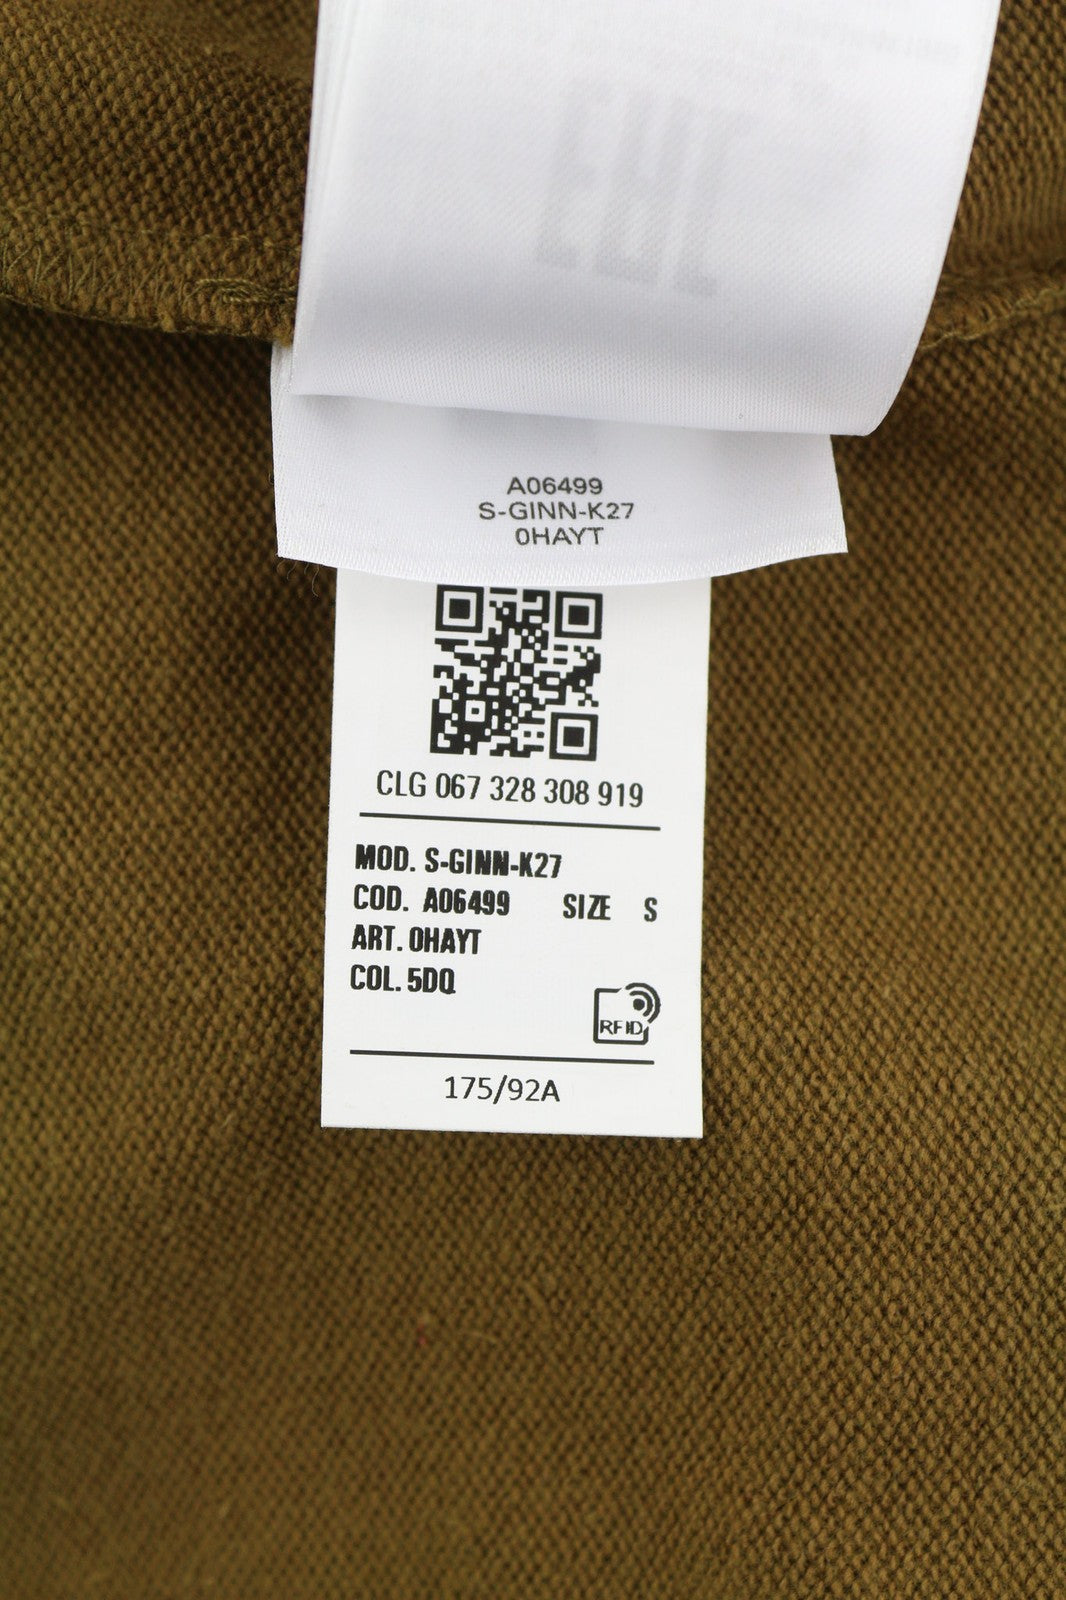 A06499
S-GINN-K27
0HAYT
CLG 067 328 308 919
MOD. S-GINN-K27
COD. A06499 SIZE S
ART. 0HAYT
COL. 5DQ
RFID
175/92A